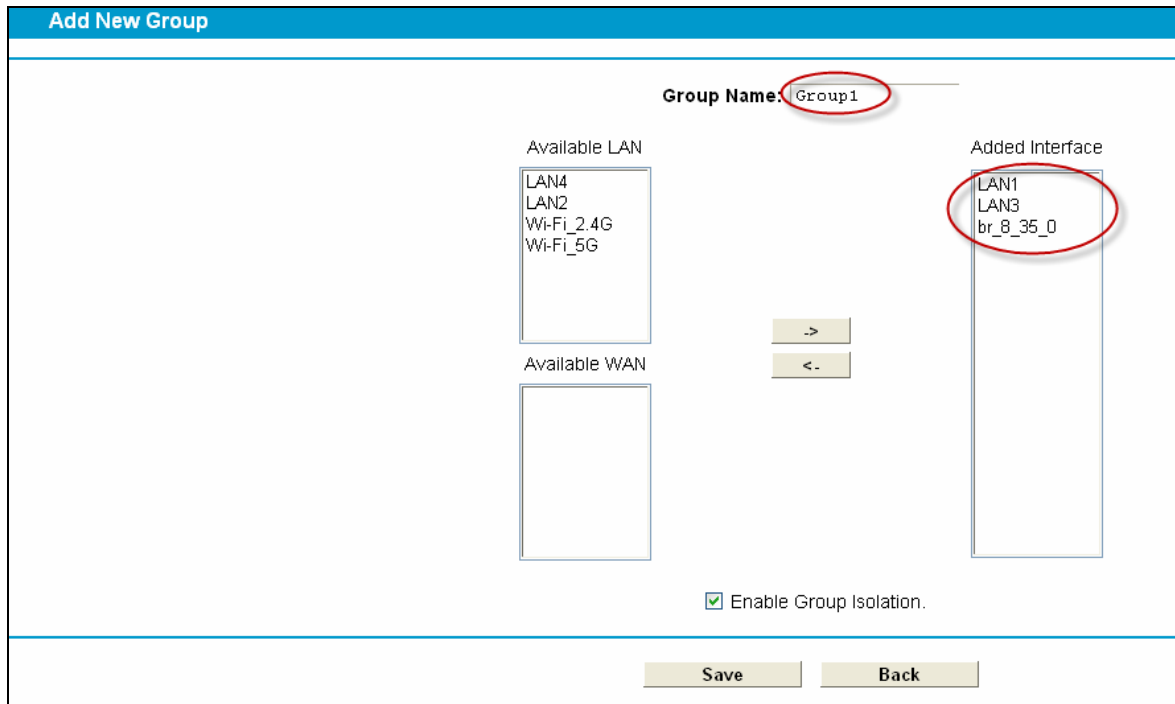 Add New Group
Group Name: Group1
Available LAN
LAN4
LAN2
Wi-Fi_2.4G
Wi-Fi_5G
Added Interface
LAN1
LAN3
br_8_35_0
->
<-
Available WAN
Enable Group Isolation.
Save
Back